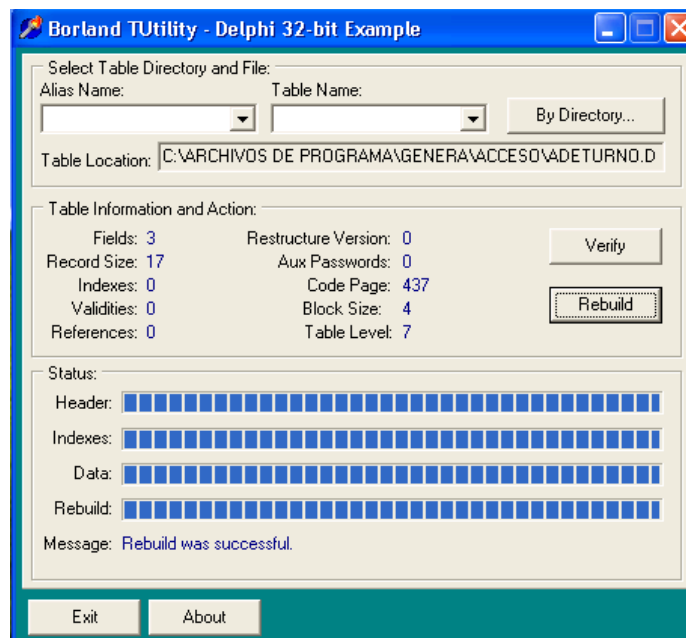 Borland TUtility - Delphi 32-bit Example
Select Table Directory and File:
Alias Name: Table Name:
By Directory...
Table Location: C:\ARCHIVOS DE PROGRAMA\GENERA\ACCESO\ADETURNO.D
Table Information and Action:
Fields: 3 Restructure Version: 0
Verify
Record Size: 17 Aux Passwords: 0
Indexes: 0 Code Page: 437
Rebuild
Validities: 0 Block Size: 4
References: 0 Table Level: 7
Status:
Header:
Indexes:
Data:
Rebuild:
Message: Rebuild was successful.
Exit About